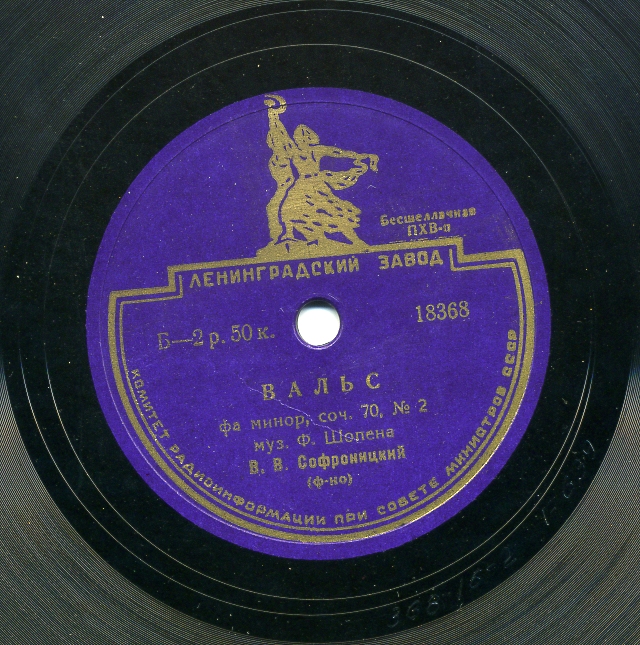 Бесшеллачная
ПХВ-п
ЛЕНИНГРАДСКИЙ ЗАВОД
Б—2 р. 50 к.
18368
ВАЛЬС
фа минор, соч. 70, № 2
муз. Ф. Шопена
В. В. Софроницкий
(ф-но)
КОМИТЕТ РАДИОИНФОРМАЦИИ ПРИ СОВЕТЕ МИНИСТРОВ СССР